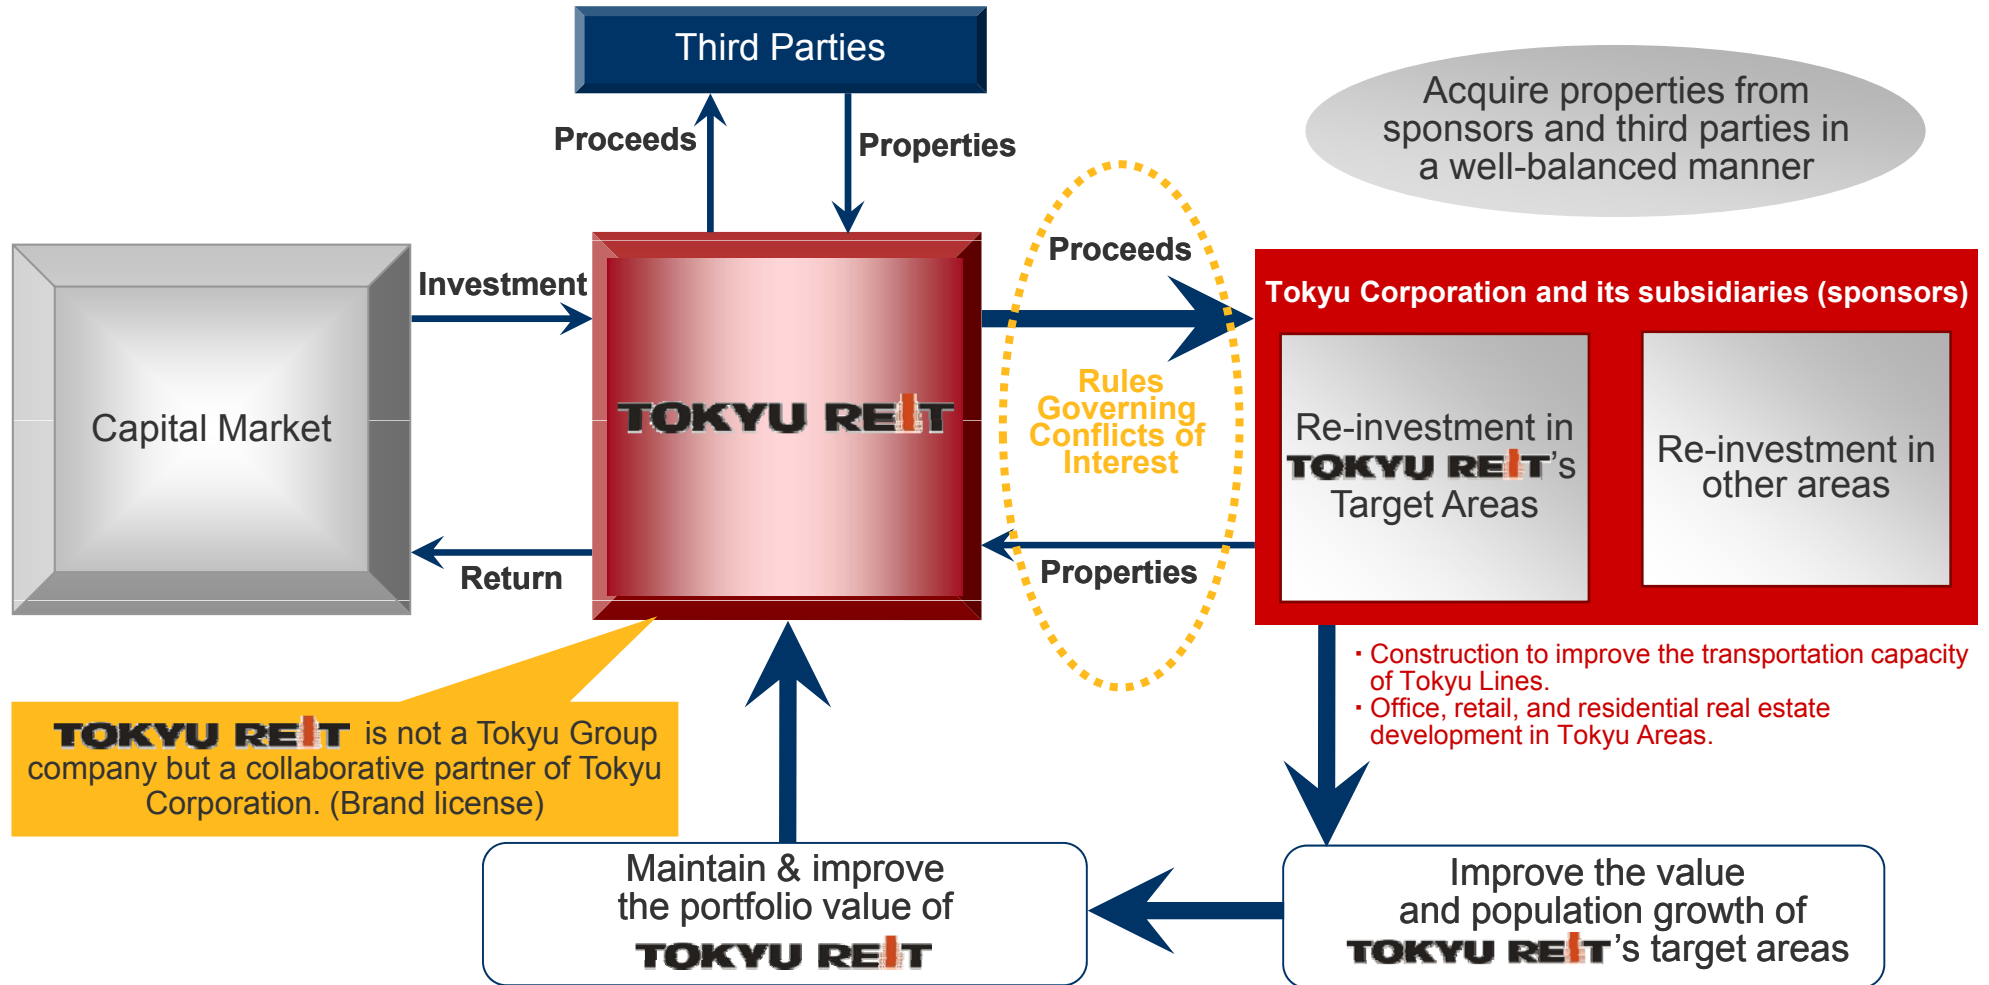 Third Parties
Acquire properties from
sponsors and third parties in
a well-balanced manner
Proceeds
Properties
Capital Market
Investment
Return
TOKYU REIT
Proceeds
Rules
Governing
Conflicts of
Interest
Properties
Tokyu Corporation and its subsidiaries (sponsors)
Re-investment in
TOKYU REIT's
Target Areas
Re-investment in
other areas
・Construction to improve the transportation capacity
of Tokyu Lines.
・Office, retail, and residential real estate
development in Tokyu Areas.
TOKYU REIT is not a Tokyu Group
company but a collaborative partner of Tokyu
Corporation. (Brand license)
Maintain & improve
the portfolio value of
TOKYU REIT
Improve the value
and population growth of
TOKYU REIT's target areas